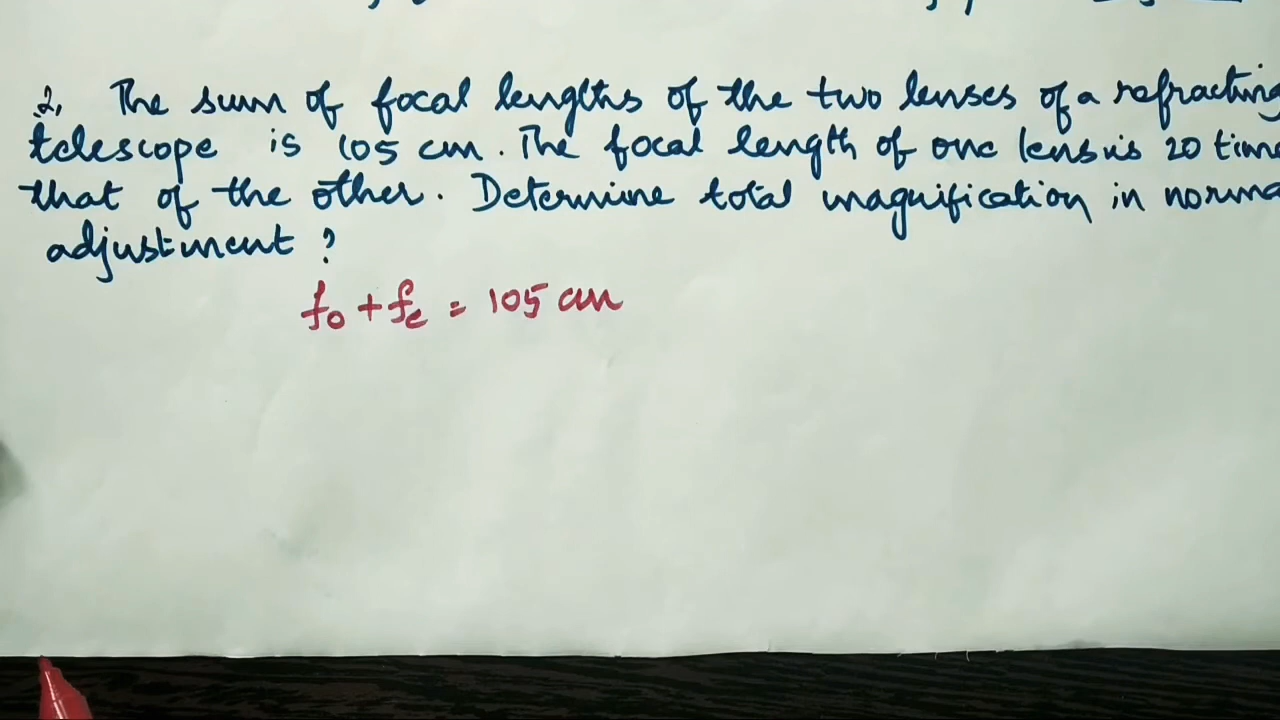 2. The sum of focal lengths of the two lenses of a refracting
telescope is 105 cm. The focal length of one lens is 20 time
that of the other. Determine total magnification in norma
adjustment ?
fo + fe = 105 cm